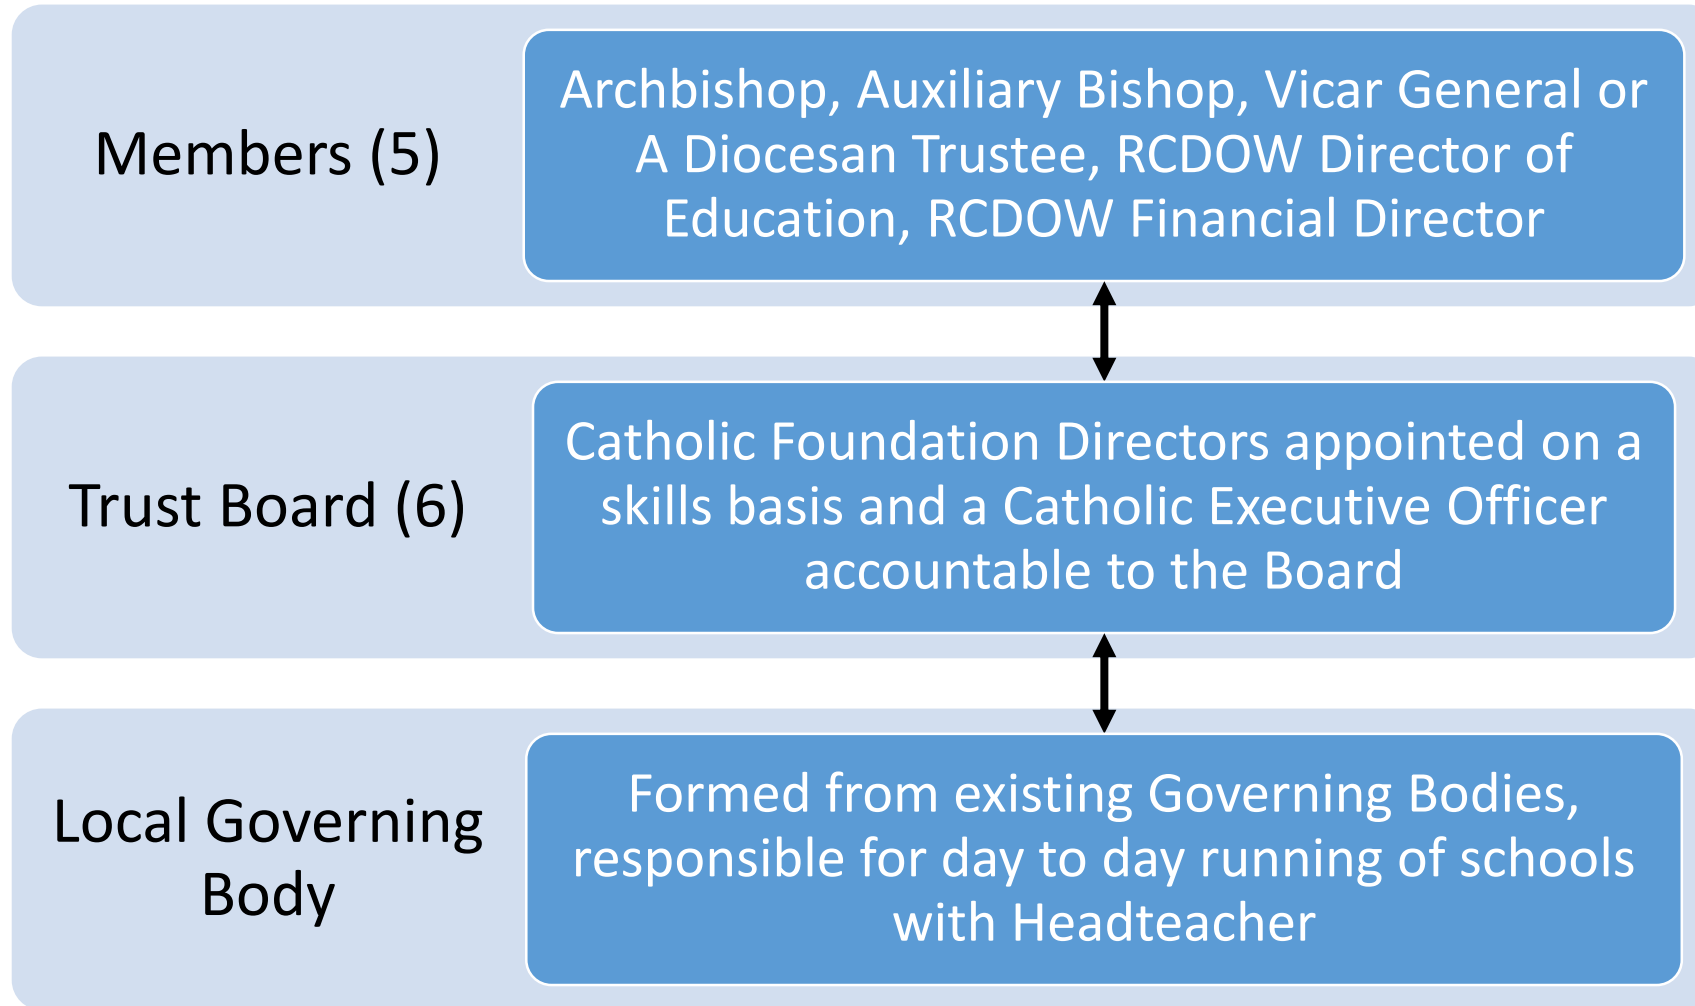 Members (5)
Archbishop, Auxiliary Bishop, Vicar General or
A Diocesan Trustee, RCDOW Director of
Education, RCDOW Financial Director
Trust Board (6)
Catholic Foundation Directors appointed on a
skills basis and a Catholic Executive Officer
accountable to the Board
Local Governing
Body
Formed from existing Governing Bodies,
responsible for day to day running of schools
with Headteacher